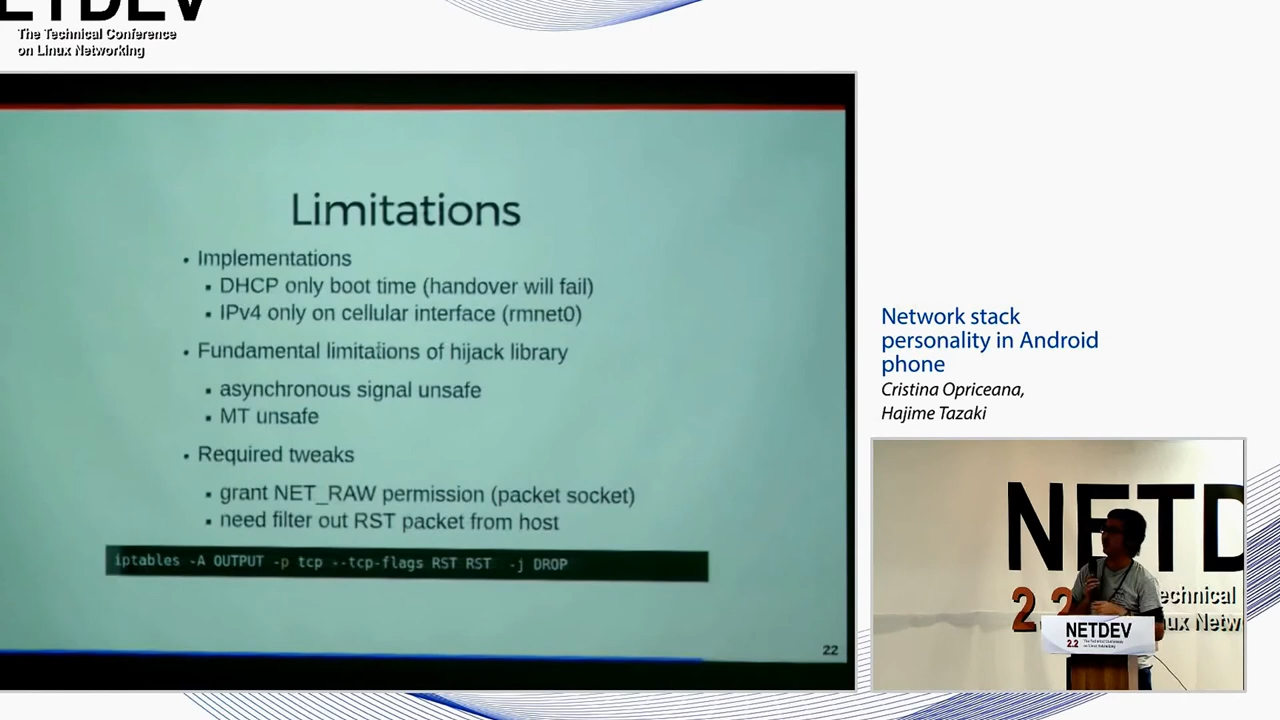 NETDEV
The Technical Conference
on Linux Networking
Limitations
• Implementations
▪ DHCP only boot time (handover will fail)
▪ IPv4 only on cellular interface (rmnet0)
• Fundamental limitations of hijack library
▪ asynchronous signal unsafe
▪ MT unsafe
• Required tweaks
▪ grant NET_RAW permission (packet socket)
▪ need filter out RST packet from host
iptables -A OUTPUT -p tcp --tcp-flags RST RST -j DROP
22
Network stack
personality in Android
phone
Cristina Opriceana,
Hajime Tazaki
NETD
2.2
echnical
ux Netw
NETDEV
2.2